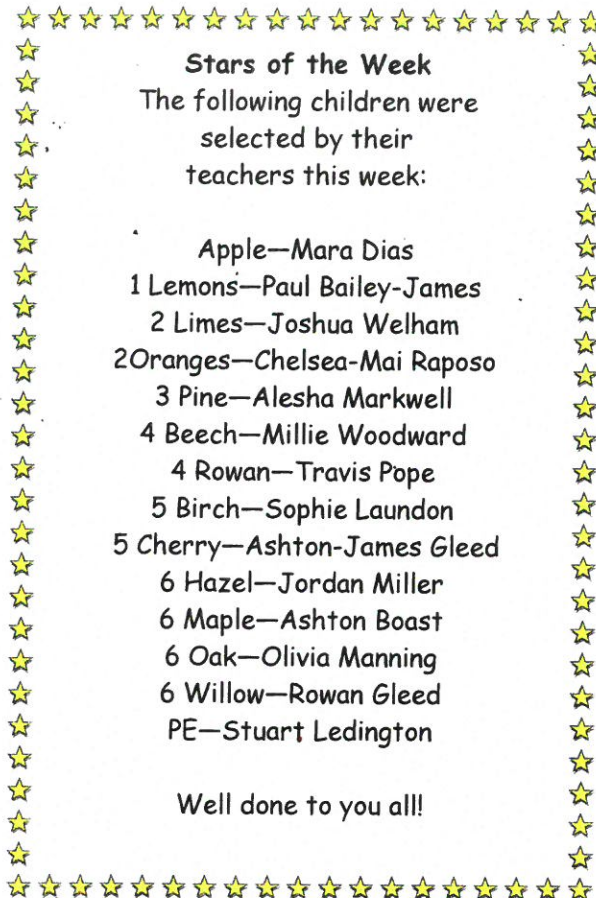 Stars of the Week
The following children were
selected by their
teachers this week:
Apple—Mara Dias
1 Lemons—Paul Bailey-James
2 Limes—Joshua Welham
2Oranges—Chelsea-Mai Raposo
3 Pine—Alesha Markwell
4 Beech—Millie Woodward
4 Rowan—Travis Pope
5 Birch—Sophie Laundon
5 Cherry—Ashton-James Gleed
6 Hazel—Jordan Miller
6 Maple—Ashton Boast
6 Oak—Olivia Manning
6 Willow—Rowan Gleed
PE—Stuart Ledington
Well done to you all!